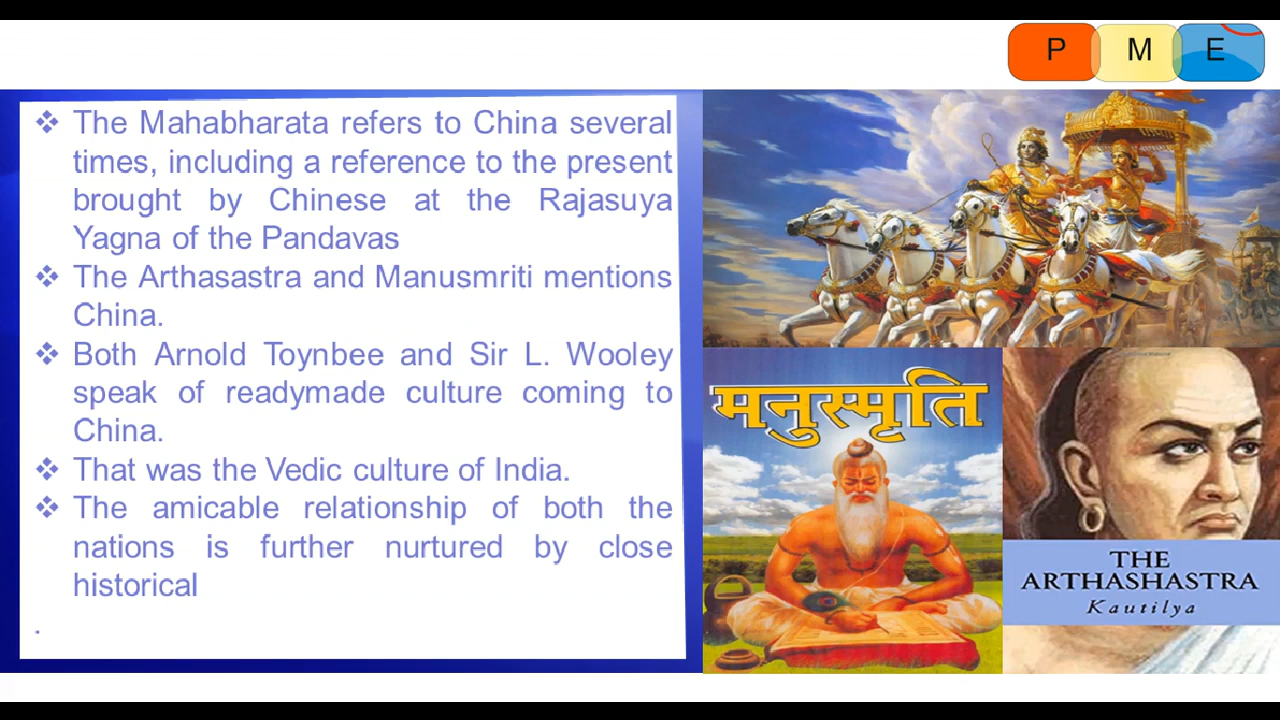 P M E
❖ The Mahabharata refers to China several
times, including a reference to the present
brought by Chinese at the Rajasuya
Yagna of the Pandavas
❖ The Arthasastra and Manusmriti mentions
China.
❖ Both Arnold Toynbee and Sir L. Wooley
speak of readymade culture coming to
China.
❖ That was the Vedic culture of India.
❖ The amicable relationship of both the
nations is further nurtured by close
historical
.
मनुस्मृति
THE
ARTHASHASTRA
Kautilya